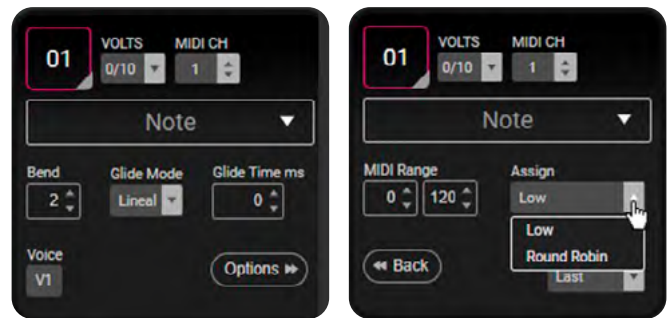 VOLTS MIDI CH
01 0/10 1
Note
Bend Glide Mode Glide Time ms
2 Lineal 0
Voice
V1 Options
VOLTS MIDI CH
01 0/10 1
Note
MIDI Range Assign
0 120 Low
Low
Round Robin
Back Last